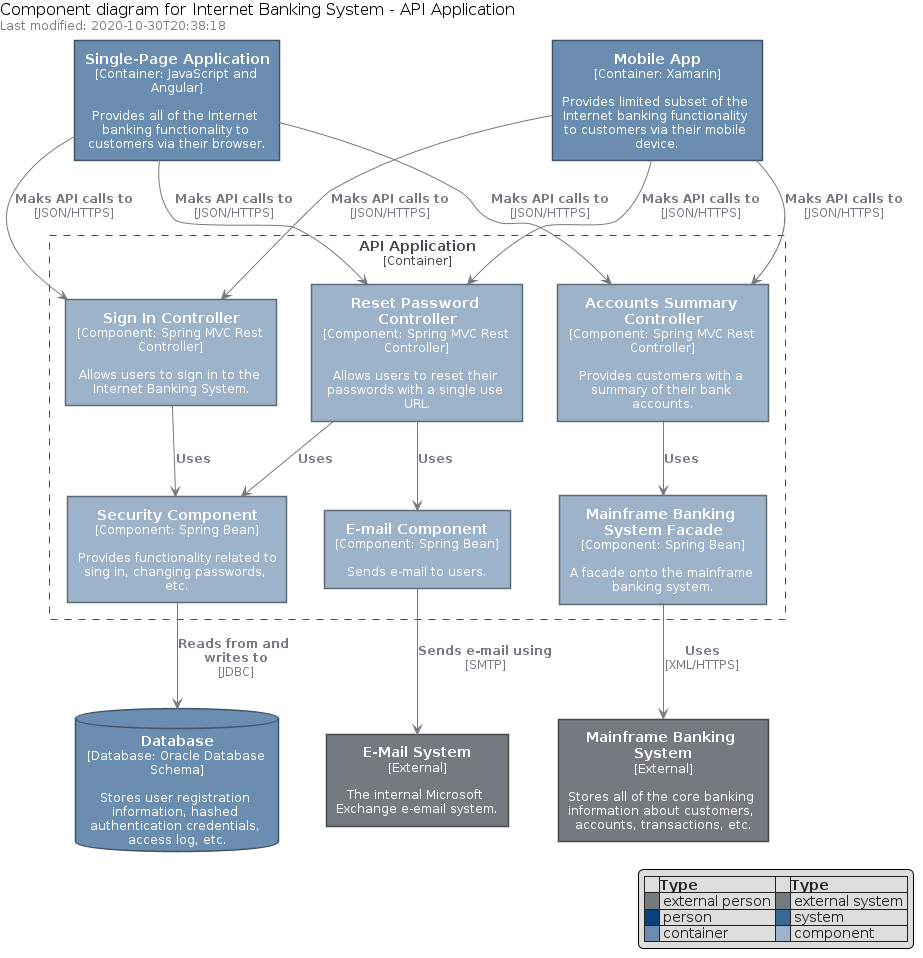 Component diagram for Internet Banking System - API Application
Last modified: 2020-10-30T20:38:18
Single-Page Application
[Container: JavaScript and
Angular]
Provides all of the Internet
banking functionality to
customers via their browser.
Mobile App
[Container: Xamarin]
Provides limited subset of the
Internet banking functionality
to customers via their mobile
device.
Maks API calls to
[JSON/HTTPS]
Maks API calls to
[JSON/HTTPS]
Maks API calls to
[JSON/HTTPS]
Maks API calls to
[JSON/HTTPS]
Maks API calls to
[JSON/HTTPS]
Maks API calls to
[JSON/HTTPS]
API Application
[Container]
Sign In Controller
[Component: Spring MVC Rest
Controller]
Allows users to sign in to the
Internet Banking System.
Reset Password
Controller
[Component: Spring MVC Rest
Controller]
Allows users to reset their
passwords with a single use
URL.
Accounts Summary
Controller
[Component: Spring MVC Rest
Controller]
Provides customers with a
summary of their bank
accounts.
Uses
Uses
Uses
Uses
Security Component
[Component: Spring Bean]
Provides functionality related to
sing in, changing passwords,
etc.
E-mail Component
[Component: Spring Bean]
Sends e-mail to users.
Mainframe Banking
System Facade
[Component: Spring Bean]
A facade onto the mainframe
banking system.
Reads from and
writes to
[JDBC]
Sends e-mail using
[SMTP]
Uses
[XML/HTTPS]
Database
[Database: Oracle Database
Schema]
Stores user registration
information, hashed
authentication credentials,
access log, etc.
E-Mail System
[External]
The internal Microsoft
Exchange e-email system.
Mainframe Banking
System
[External]
Stores all of the core banking
information about customers,
accounts, transactions, etc.
Type Type
external person external system
person system
container component